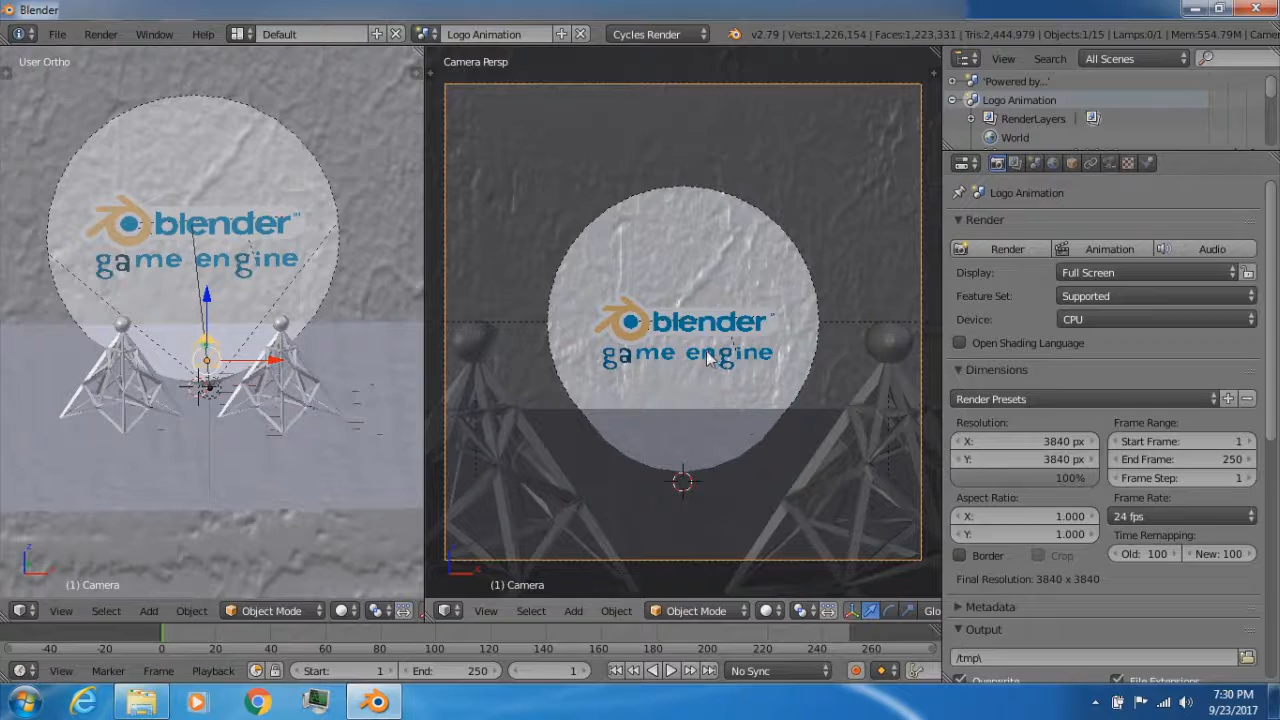 Blender
File Render Window Help Default Logo Animation Cycles Render v2.79 | Verts:1,226,154 | Faces:1,223,331 | Tris:2,444,979 | Objects:1/15 | Lamps:0/1 | Mem:554.79M | Camer
User Ortho
Camera Persp
View Search All Scenes
'Powered by...'
Logo Animation
RenderLayers
World
Logo Animation
Render
Render Animation Audio
Display: Full Screen
Feature Set: Supported
Device: CPU
Open Shading Language
Dimensions
Render Presets
Resolution: Frame Range:
X: 3840 px Start Frame: 1
Y: 3840 px End Frame: 250
100% Frame Step: 1
Aspect Ratio: Frame Rate:
X: 1.000 24 fps
Y: 1.000 Time Remapping:
Border Crop Old: 100 New: 100
Final Resolution: 3840 x 3840
Metadata
Output
/tmp\
Overwrite File Extensions
blender™
game engine
blender
game engine
z
(1) Camera
(1) Camera
View Select Add Object Object Mode
View Select Add Object Object Mode Glo
-40 -20 0 20 40 60 80 100 120 140 160 180 200 220 240 260
View Marker Frame Playback Start: 1 End: 250 1 No Sync
7:30 PM
9/23/2017